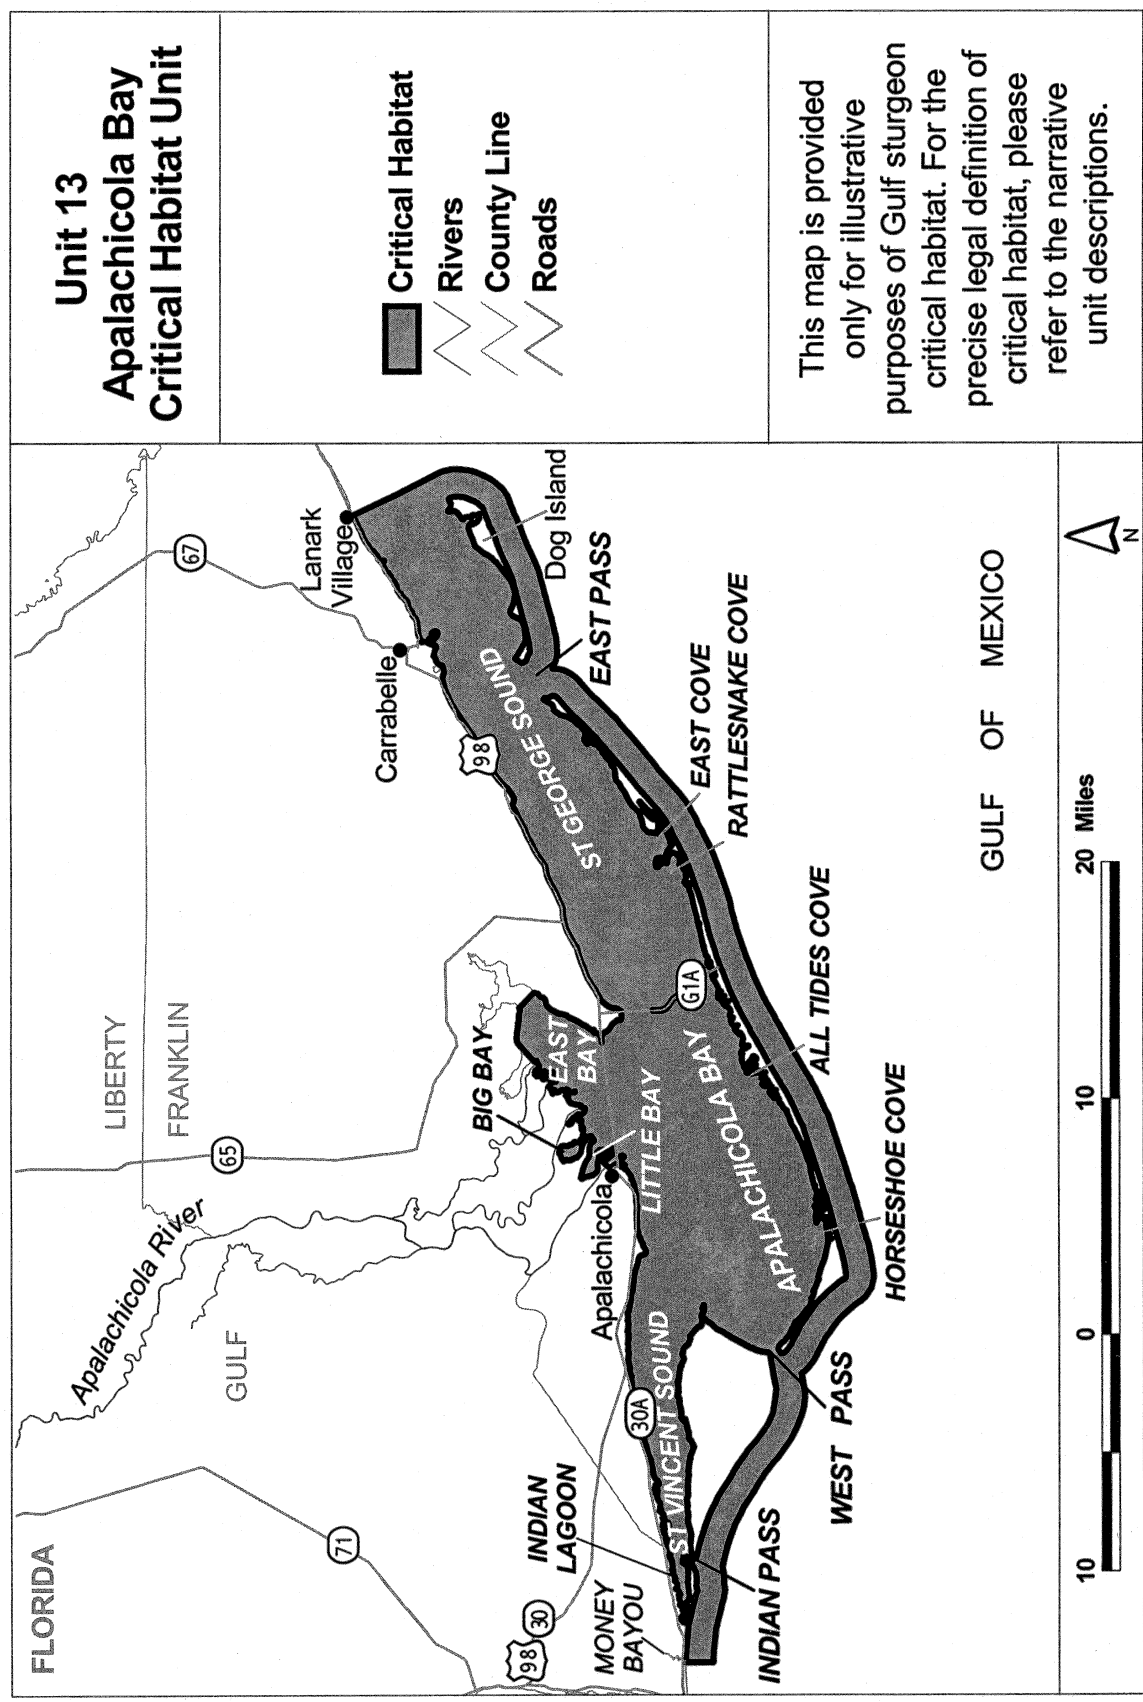 Unit 13
Apalachicola Bay
Critical Habitat Unit
Critical Habitat
Rivers
County Line
Roads
This map is provided
only for illustrative
purposes of Gulf sturgeon
critical habitat. For the
precise legal definition of
critical habitat, please
refer to the narrative
unit descriptions.
FLORIDA
LIBERTY
FRANKLIN
GULF
Apalachicola River
67
65
71
98
30
98
30A
G1A
Lanark
Village
Carrabelle
Apalachicola
Dog Island
EAST PASS
EAST COVE
RATTLESNAKE COVE
ALL TIDES COVE
HORSESHOE COVE
WEST PASS
INDIAN PASS
INDIAN
LAGOON
MONEY
BAYOU
BIG BAY
EAST
BAY
LITTLE BAY
ST GEORGE SOUND
APALACHICOLA BAY
ST VINCENT SOUND
GULF OF MEXICO
10 0 10 20 Miles
N